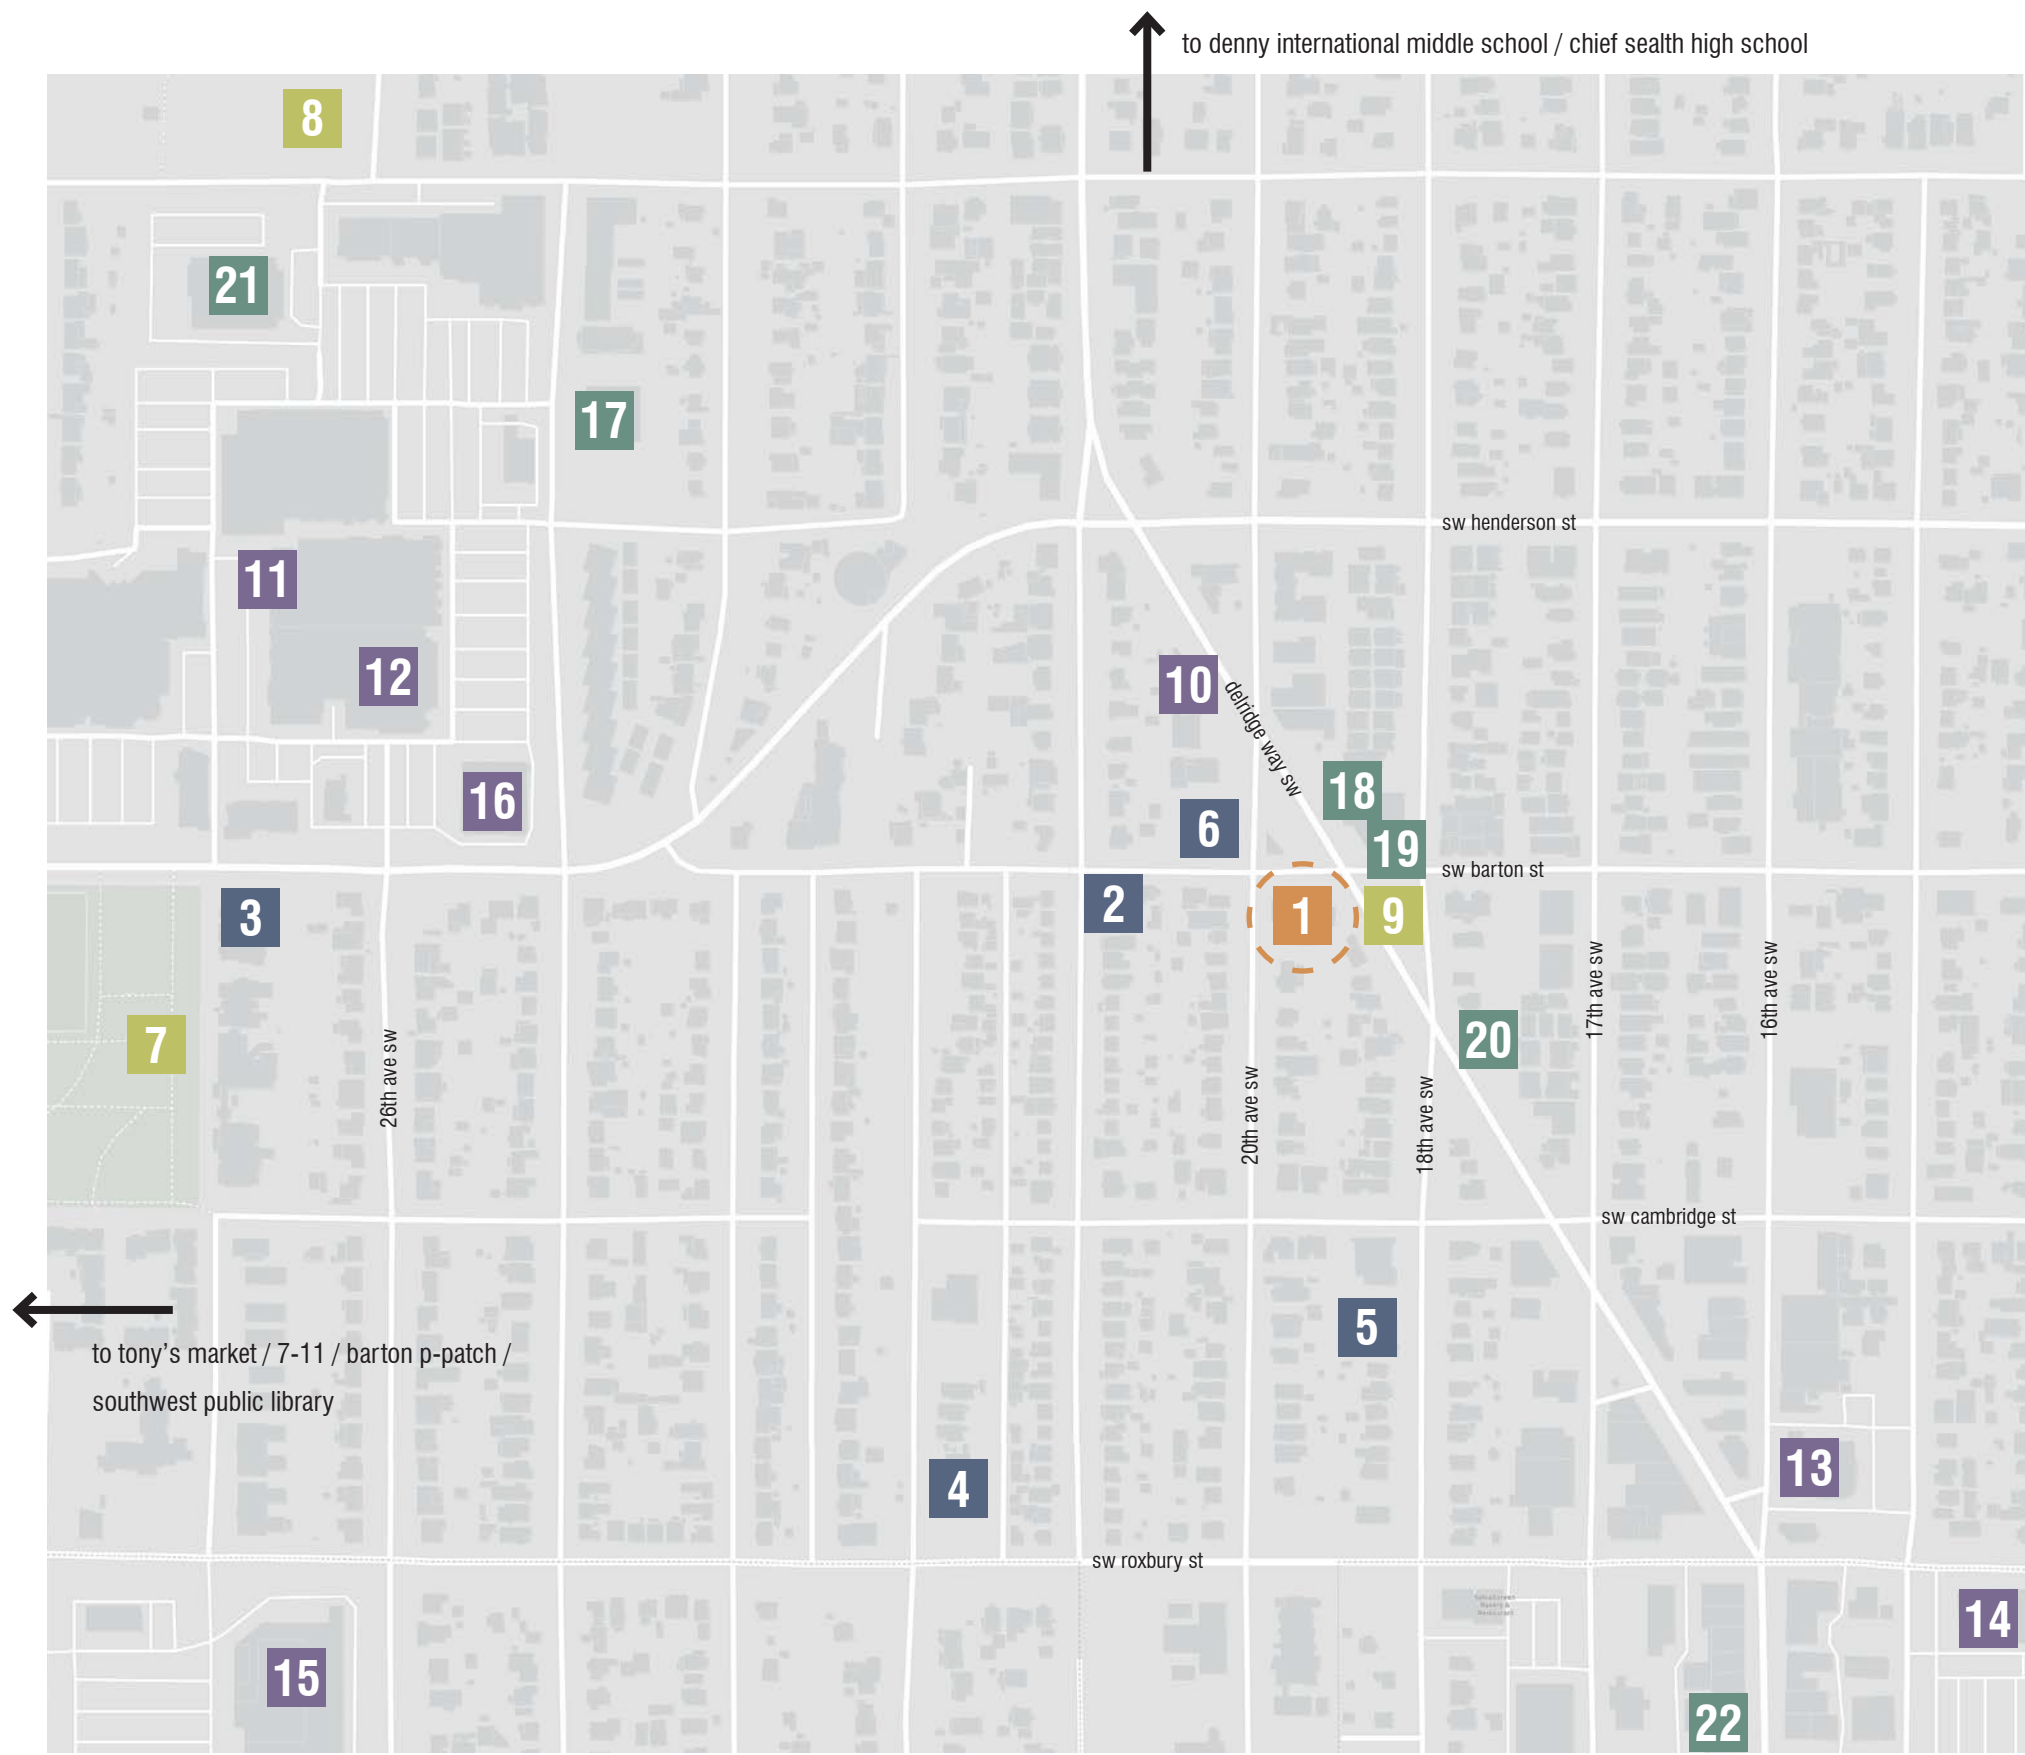 to denny international middle school / chief sealth high school
8
21
17
sw henderson st
11
12
10
delridge way sw
16
18
6
19
sw barton st
3
2
1
9
17th ave sw
16th ave sw
7
26th ave sw
20
20th ave sw
18th ave sw
sw cambridge st
5
to tony's market / 7-11 / barton p-patch /
southwest public library
13
4
sw roxbury st
14
15
22